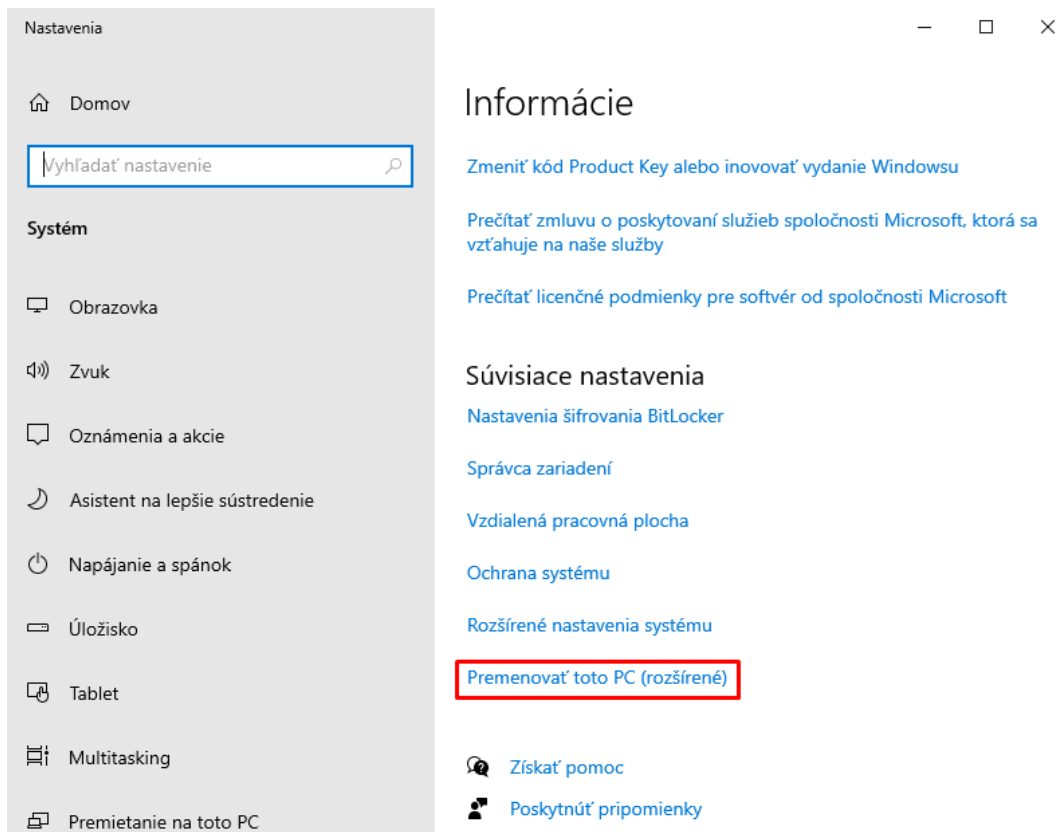 Nastavenia
Domov
Vyhľadať nastavenie
Systém
Obrazovka
Zvuk
Oznámenia a akcie
Asistent na lepšie sústredenie
Napájanie a spánok
Úložisko
Tablet
Multitasking
Premietanie na toto PC
Informácie
Zmeniť kód Product Key alebo inovovať vydanie Windowsu
Prečítať zmluvu o poskytovaní služieb spoločnosti Microsoft, ktorá sa
vzťahuje na naše služby
Prečítať licenčné podmienky pre softvér od spoločnosti Microsoft
Súvisiace nastavenia
Nastavenia šifrovania BitLocker
Správca zariadení
Vzdialená pracovná plocha
Ochrana systému
Rozšírené nastavenia systému
Premenovať toto PC (rozšírené)
Získať pomoc
Poskytnúť pripomienky